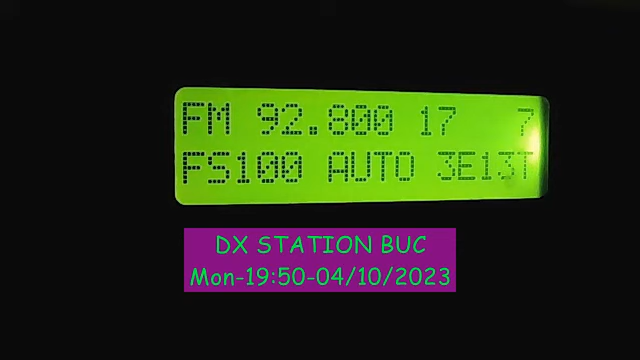 FM 92.800 17 7
FS100 AUTO 3E13T
DX STATION BUC
Mon-19:50-04/10/2023